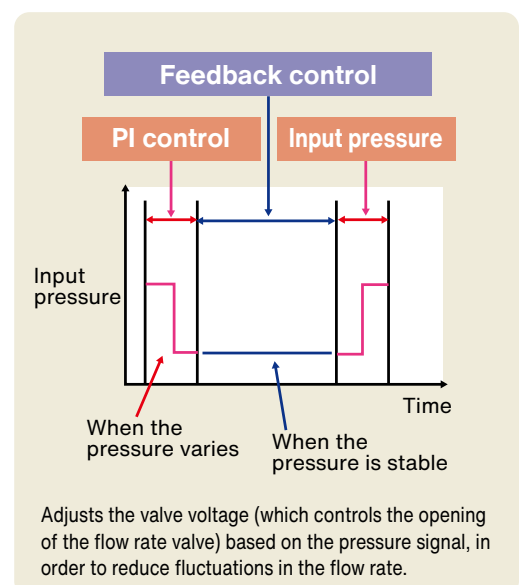 Feedback control
PI control
Input pressure
Input
pressure
Time
When the
pressure varies
When the
pressure is stable
Adjusts the valve voltage (which controls the opening
of the flow rate valve) based on the pressure signal, in
order to reduce fluctuations in the flow rate.